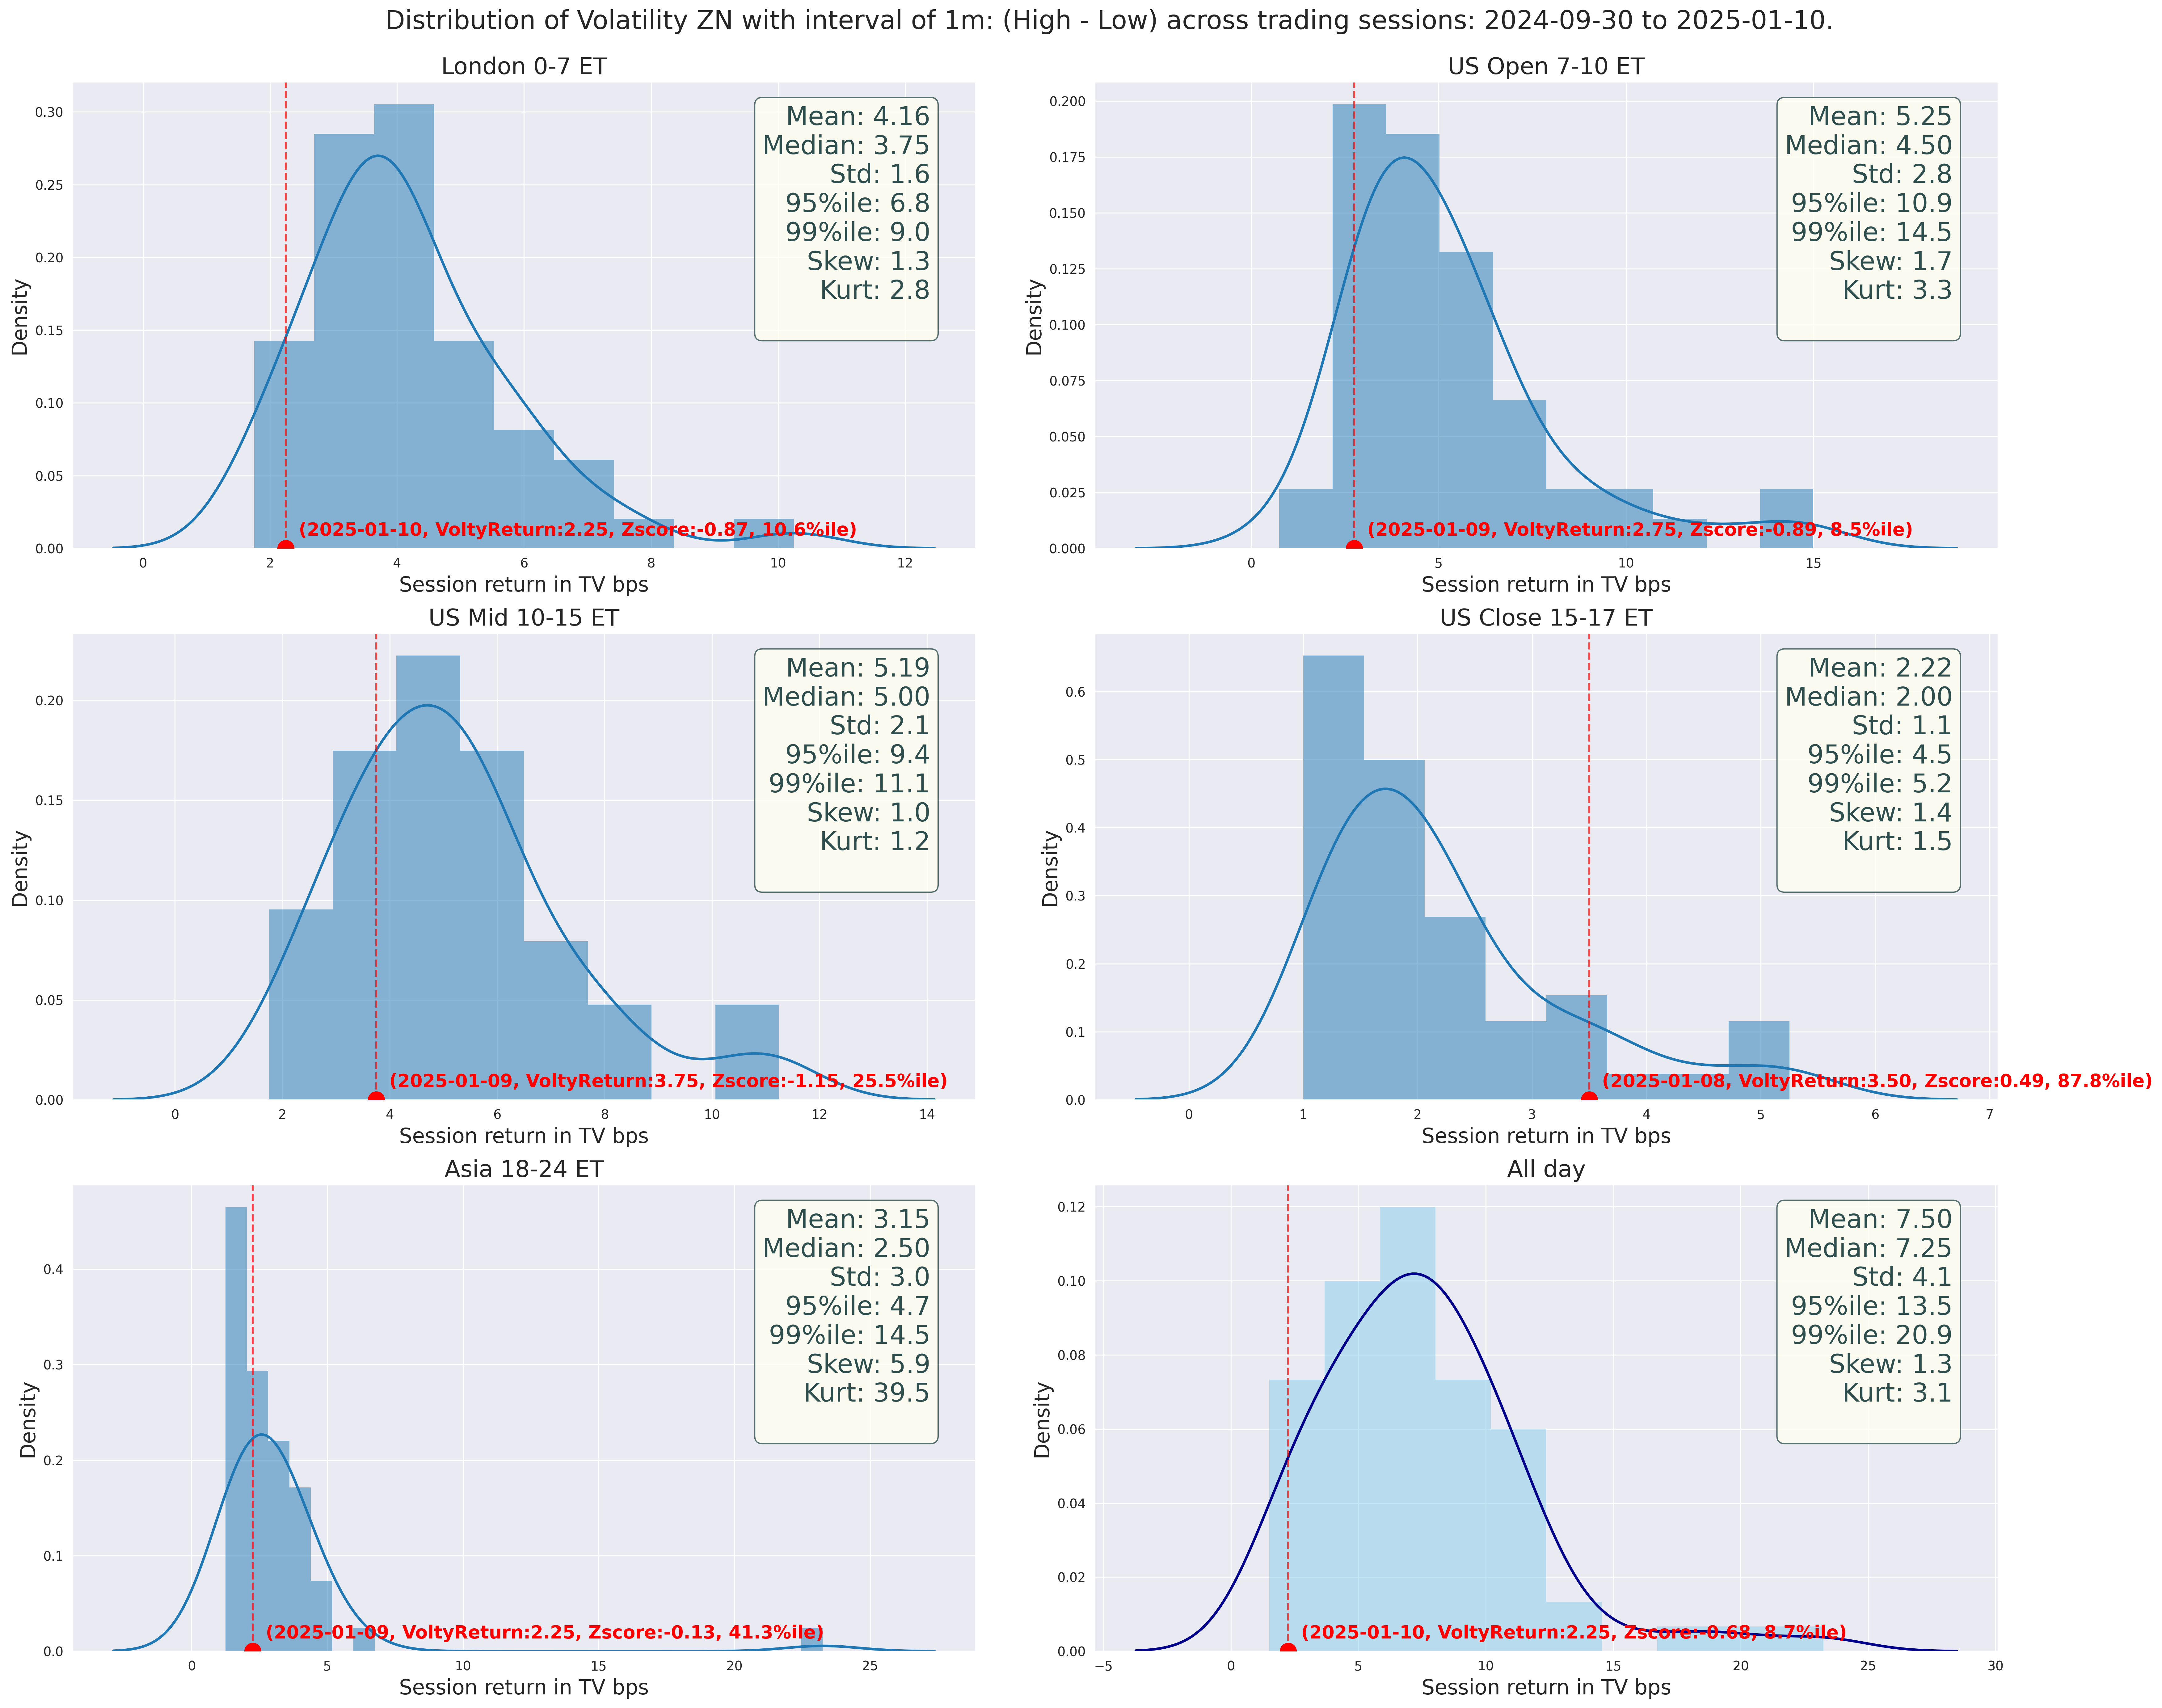 Distribution of Volatility ZN with interval of 1m: (High - Low) across trading sessions: 2024-09-30 to 2025-01-10.
London 0-7 ET
Density
0.30
0.25
0.20
0.15
0.10
0.05
0.00
Mean: 4.16
Median: 3.75
Std: 1.6
95%ile: 6.8
99%ile: 9.0
Skew: 1.3
Kurt: 2.8
(2025-01-10, VoltyReturn:2.25, Zscore:-0.87, 10.6%ile)
0 2 4 6 8 10 12
Session return in TV bps
US Open 7-10 ET
Density
0.200
0.175
0.150
0.125
0.100
0.075
0.050
0.025
0.000
Mean: 5.25
Median: 4.50
Std: 2.8
95%ile: 10.9
99%ile: 14.5
Skew: 1.7
Kurt: 3.3
(2025-01-09, VoltyReturn:2.75, Zscore:-0.89, 8.5%ile)
0 5 10 15
Session return in TV bps
US Mid 10-15 ET
Density
0.20
0.15
0.10
0.05
0.00
Mean: 5.19
Median: 5.00
Std: 2.1
95%ile: 9.4
99%ile: 11.1
Skew: 1.0
Kurt: 1.2
(2025-01-09, VoltyReturn:3.75, Zscore:-1.15, 25.5%ile)
0 2 4 6 8 10 12 14
Session return in TV bps
US Close 15-17 ET
Density
0.6
0.5
0.4
0.3
0.2
0.1
0.0
Mean: 2.22
Median: 2.00
Std: 1.1
95%ile: 4.5
99%ile: 5.2
Skew: 1.4
Kurt: 1.5
(2025-01-08, VoltyReturn:3.50, Zscore:0.49, 87.8%ile)
0 1 2 3 4 5 6 7
Session return in TV bps
Asia 18-24 ET
Density
0.4
0.3
0.2
0.1
0.0
Mean: 3.15
Median: 2.50
Std: 3.0
95%ile: 4.7
99%ile: 14.5
Skew: 5.9
Kurt: 39.5
(2025-01-09, VoltyReturn:2.25, Zscore:-0.13, 41.3%ile)
0 5 10 15 20 25
Session return in TV bps
All day
Density
0.12
0.10
0.08
0.06
0.04
0.02
0.00
Mean: 7.50
Median: 7.25
Std: 4.1
95%ile: 13.5
99%ile: 20.9
Skew: 1.3
Kurt: 3.1
(2025-01-10, VoltyReturn:2.25, Zscore:-0.68, 8.7%ile)
−5 0 5 10 15 20 25 30
Session return in TV bps